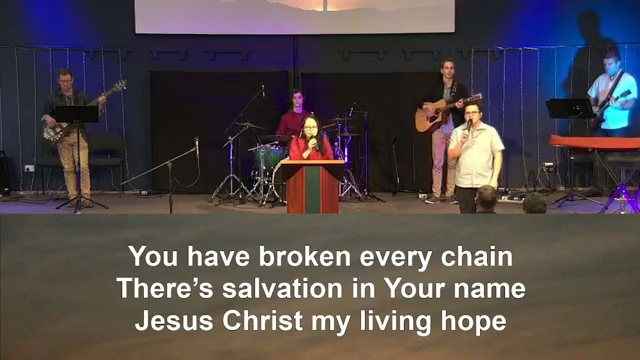 You have broken every chain
There’s salvation in Your name
Jesus Christ my living hope